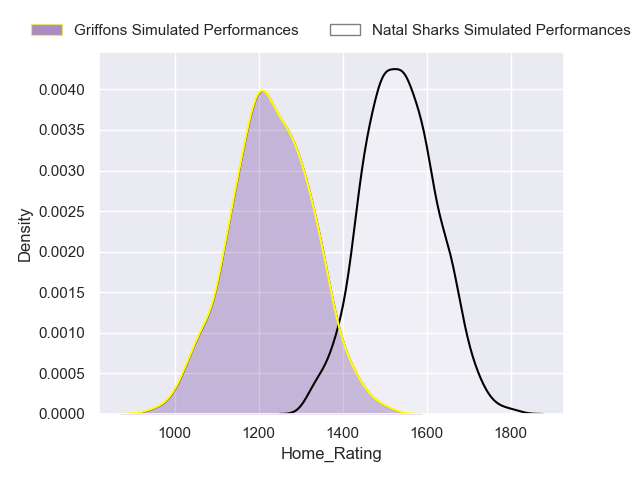 Griffons Simulated Performances
Natal Sharks Simulated Performances
0.0040
0.0035
0.0030
0.0025
0.0020
0.0015
0.0010
0.0005
0.0000
Density
1000 1200 1400 1600 1800
Home_Rating